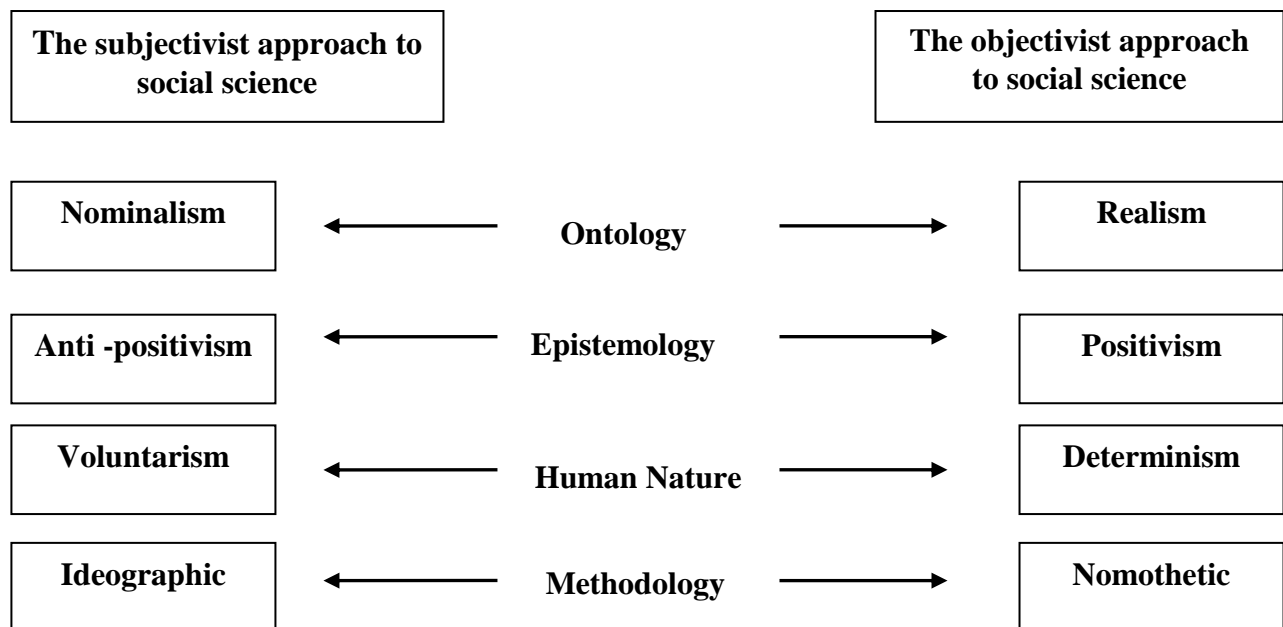 The subjectivist approach to
social science
The objectivist approach
to social science
Nominalism
Ontology
Realism
Anti -positivism
Epistemology
Positivism
Voluntarism
Human Nature
Determinism
Ideographic
Methodology
Nomothetic